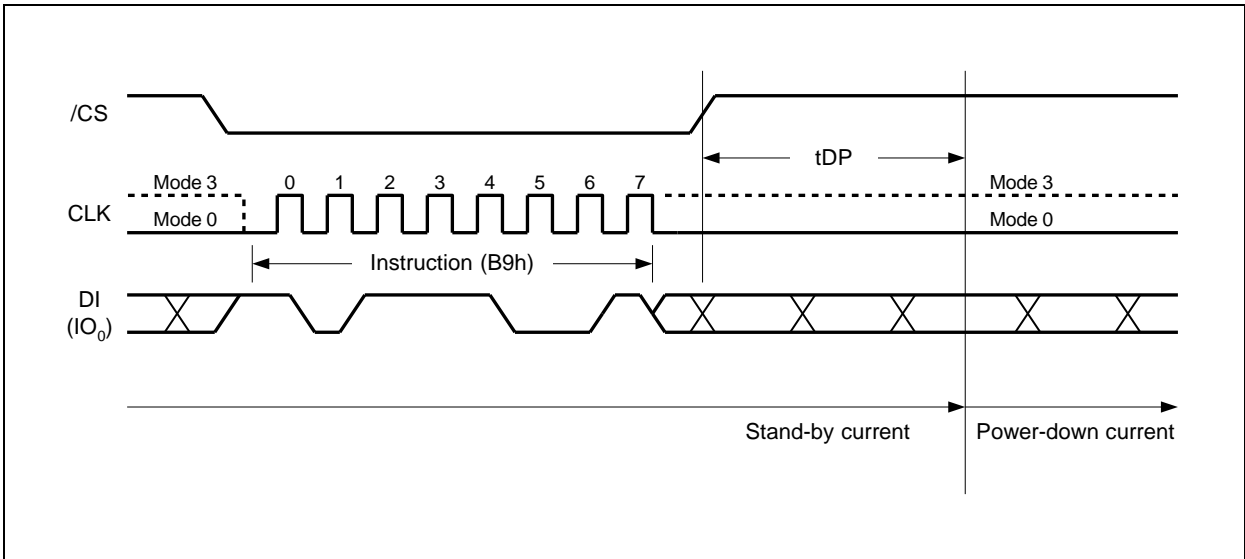 /CS
tDP
Mode 3
0 1 2 3 4 5 6 7
Mode 3
CLK
Mode 0
Mode 0
Instruction (B9h)
DI
(IO₀)
Stand-by current
Power-down current